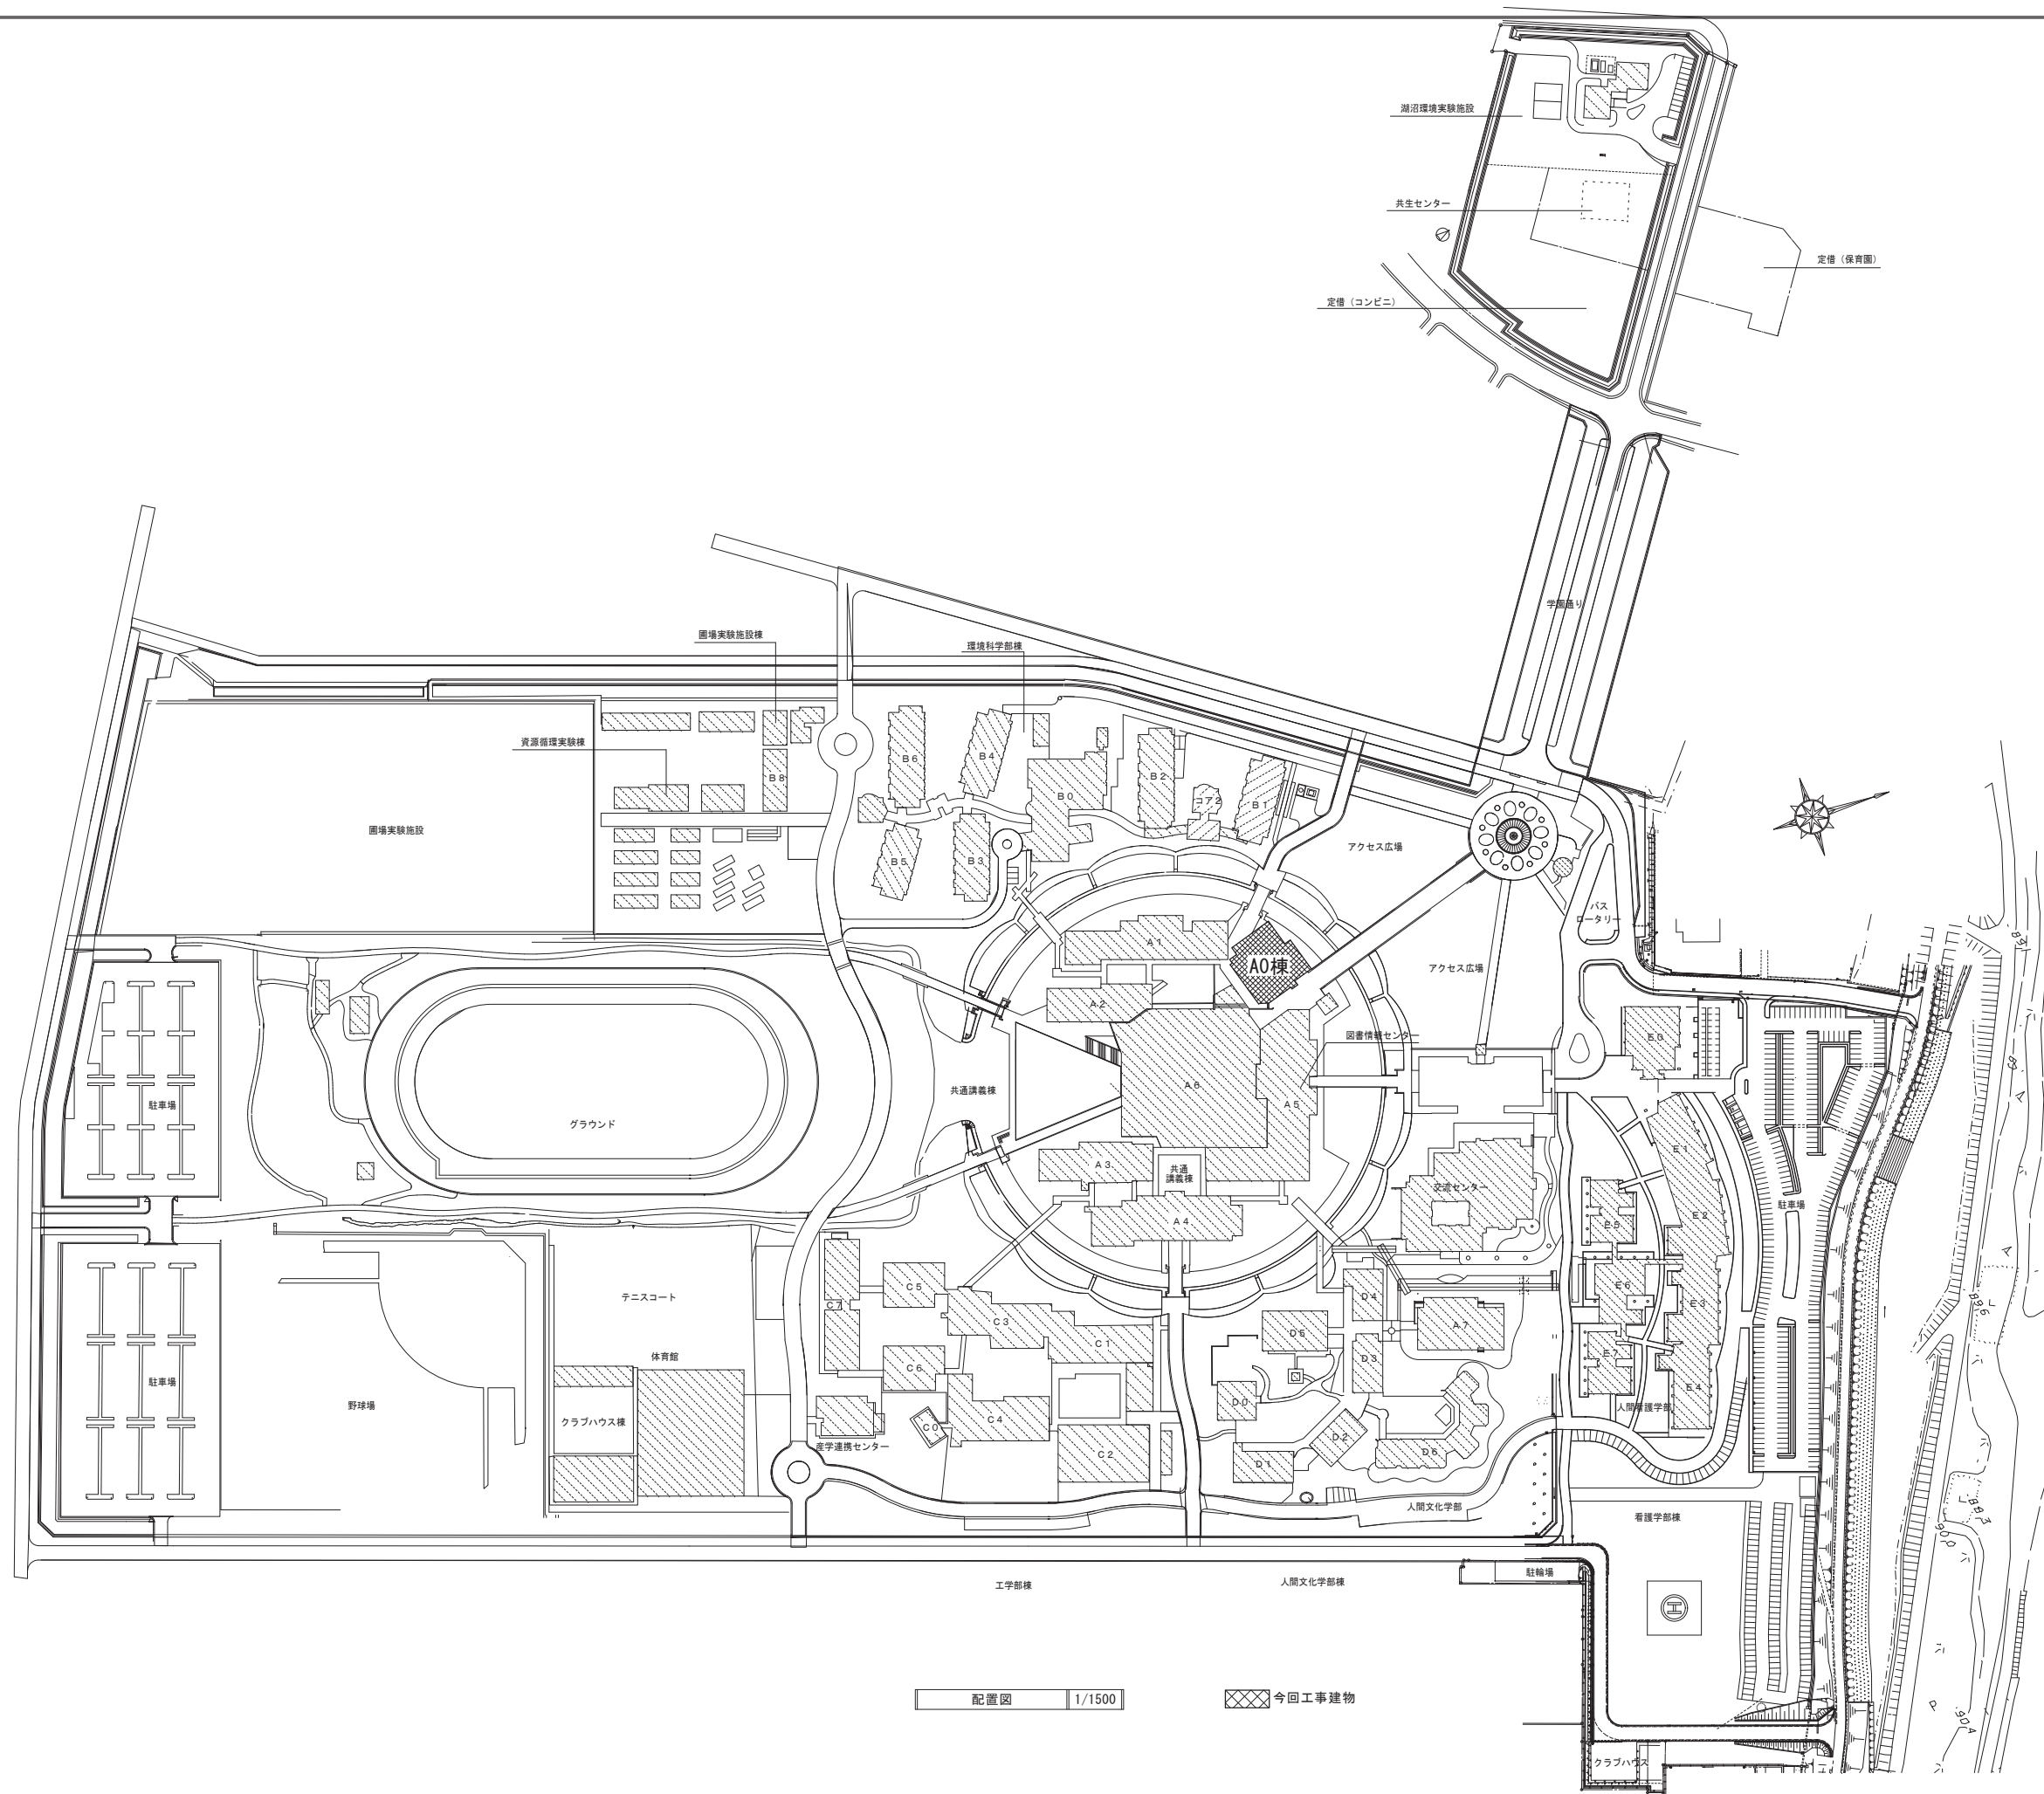 湖沼環境実験施設
共生センター
定借（保育園）
定借（コンビニ）
学園通り
圃場実験施設棟
環境科学部棟
資源循環実験棟
B6
B4
B2
B8
B0
コア2
B1
圃場実験施設
アクセス広場
B5
B3
バス
ロータリー
A1
A0棟
アクセス広場
A2
図書情報センター
E0
A6
共通講義棟
A5
駐車場
グラウンド
E1
A3
共通
講義棟
交流センター
駐車場
E2
A4
E5
C5
テニスコート
C7
D4
E6
C3
D5
A7
E3
C1
体育館
C6
D3
E7
駐車場
E4
D0
野球場
クラブハウス棟
C0
C4
人間看護学部
産学連携センター
D2
C2
D1
D6
人間文化学部
看護学部棟
駐輪場
工学部棟
人間文化学部棟
H
配置図 1/1500
今回工事建物
クラブハウス